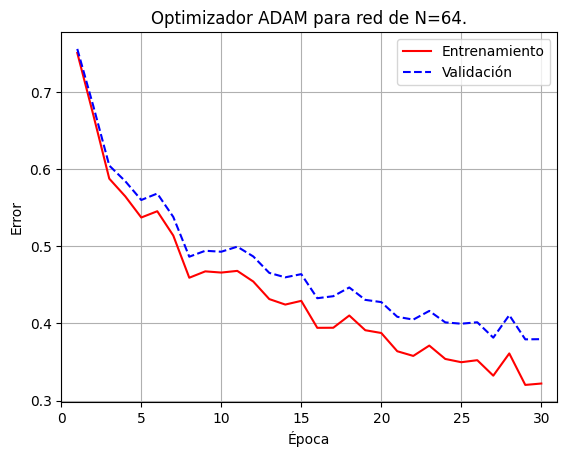 Optimizador ADAM para red de N=64.
Entrenamiento
Validación
0.7
0.6
0.5
0.4
0.3
Error
0 5 10 15 20 25 30
Época